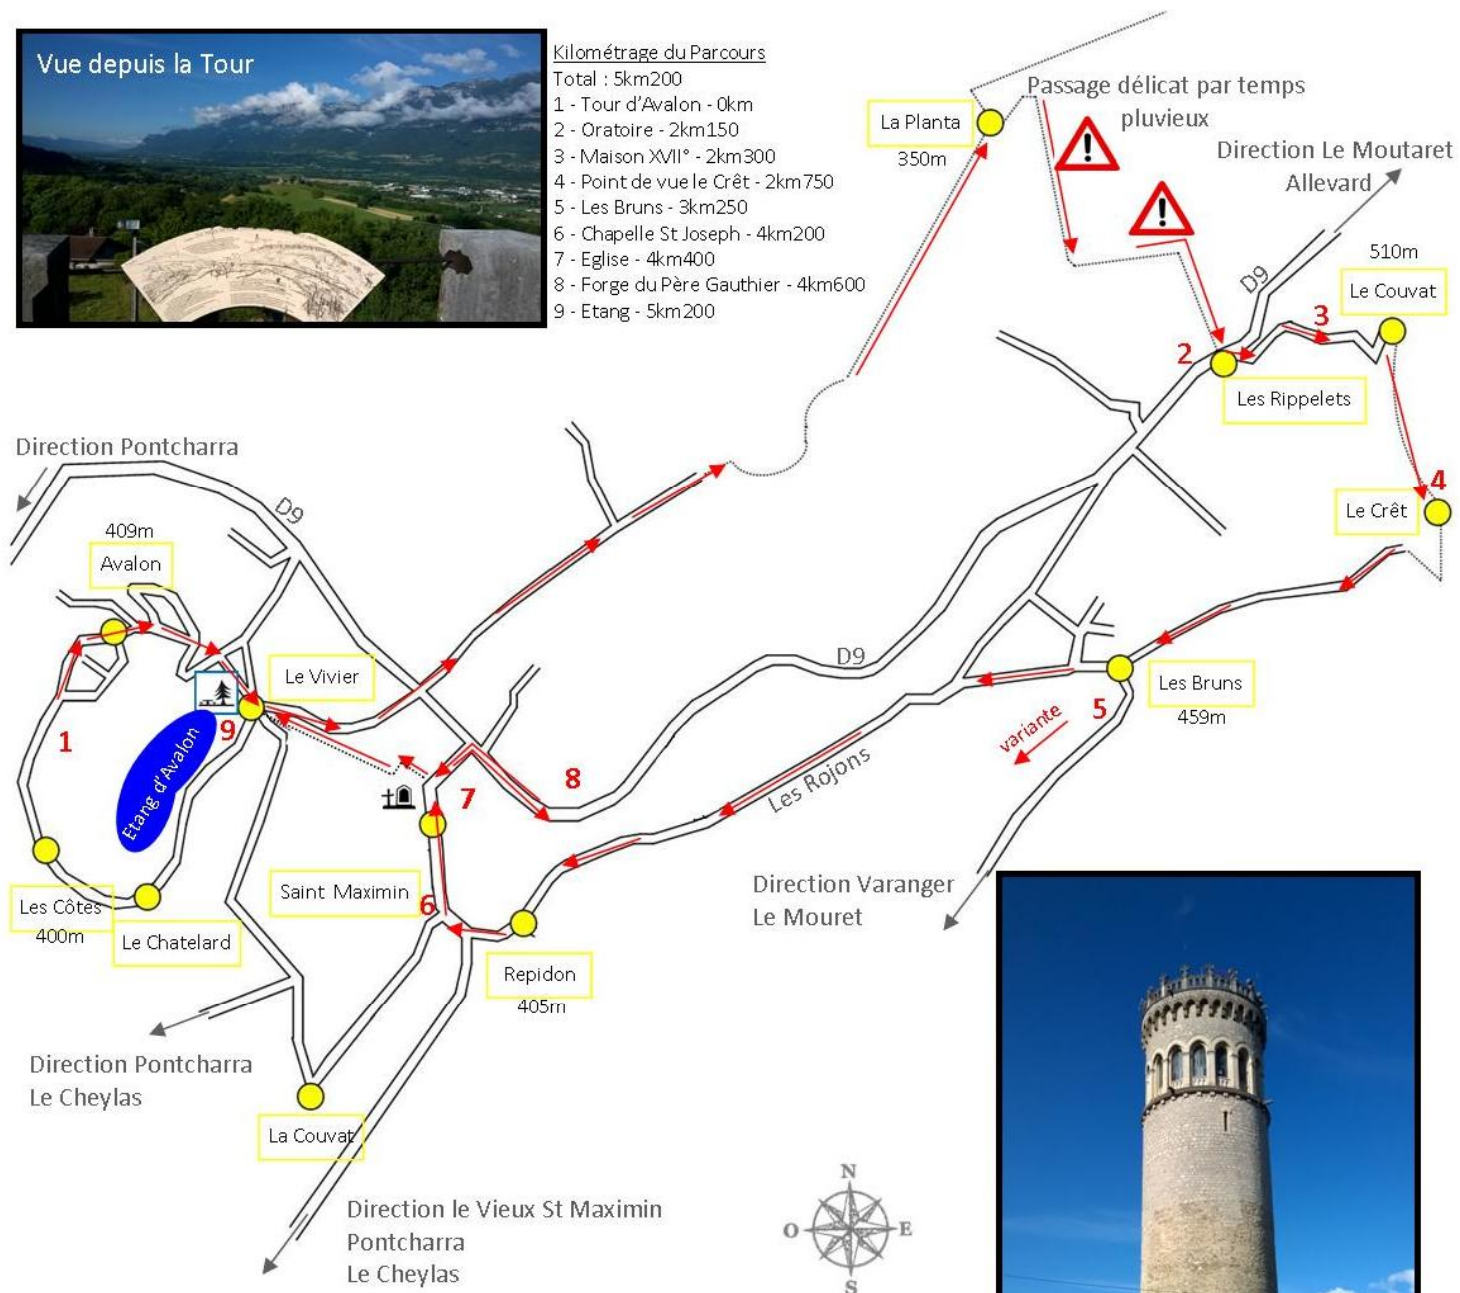 Vue depuis la Tour
Kilométrage du Parcours
Total : 5km200
1 - Tour d'Avalon - 0km
2 - Oratoire - 2km150
3 - Maison XVII° - 2km300
4 - Point de vue le Crêt - 2km750
5 - Les Bruns - 3km250
6 - Chapelle St Joseph - 4km200
7 - Eglise - 4km400
8 - Forge du Père Gauthier - 4km600
9 - Etang - 5km200
La Planta
350m
Passage délicat par temps
pluvieux
Direction Le Moutaret
Allevard
D9
510m
Le Couvat
3
2
Les Rippelets
4
Le Crêt
Direction Pontcharra
D9
409m
Avalon
Le Vivier
D9
Les Bruns
459m
5
variante
1
9
Etang d'Avalon
8
7
Les Rojons
Saint Maximin
6
Les Côtes
400m
Le Chatelard
Direction Varanger
Le Mouret
Repidon
405m
Direction Pontcharra
Le Cheylas
La Couvat
Direction le Vieux St Maximin
Pontcharra
Le Cheylas
N
O
E
S